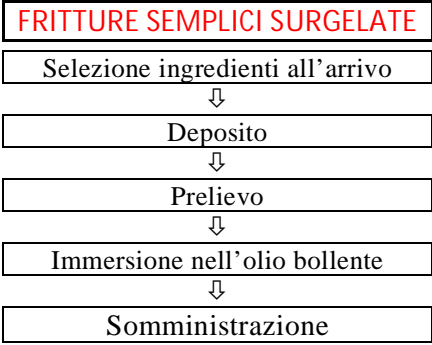 FRITTURE SEMPLICI SURGELATE
Selezione ingredienti all’arrivo
⇩
Deposito
⇩
Prelievo
⇩
Immersione nell’olio bollente
⇩
Somministrazione